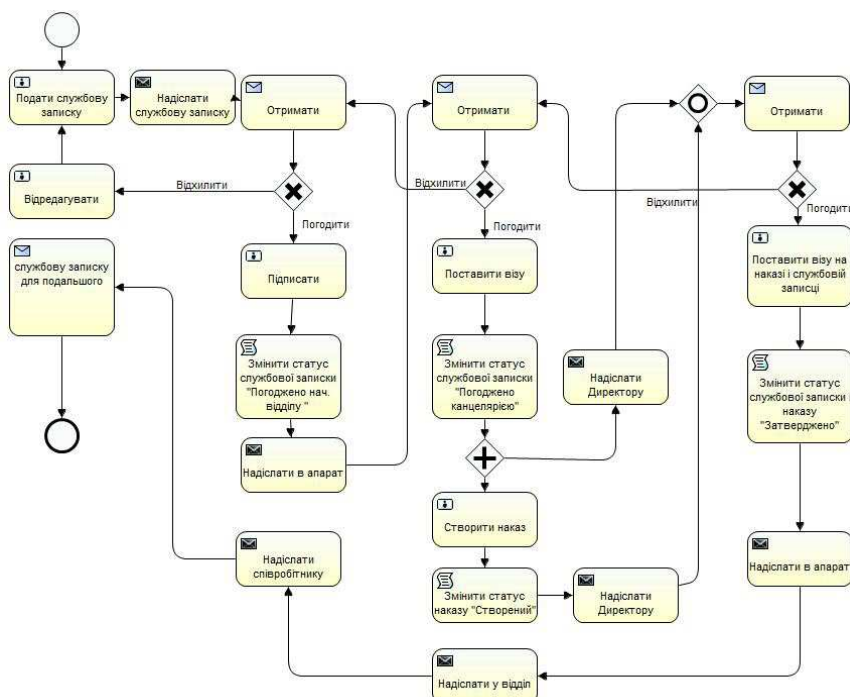 Подати службову
записку
Надіслати
службову записку
Отримати
Отримати
Отримати
Відредагувати
Відхилити
Відхилити
Відхилити
Погодити
Погодити
Погодити
службову записку
для подальшого
Підписати
Поставити візу
Поставити візу на
наказі і службовій
записці
Змінити статус
службової записки
"Погоджено нач.
відділу "
Змінити статус
службової записки
"Погоджено
канцелярією"
Надіслати
Директору
Змінити статус
службової записки і
наказу
"Затверджено"
Надіслати в апарат
Створити наказ
Надіслати
співробітнику
Змінити статус
наказу "Створений"
Надіслати
Директору
Надіслати в апарат
Надіслати у відділ